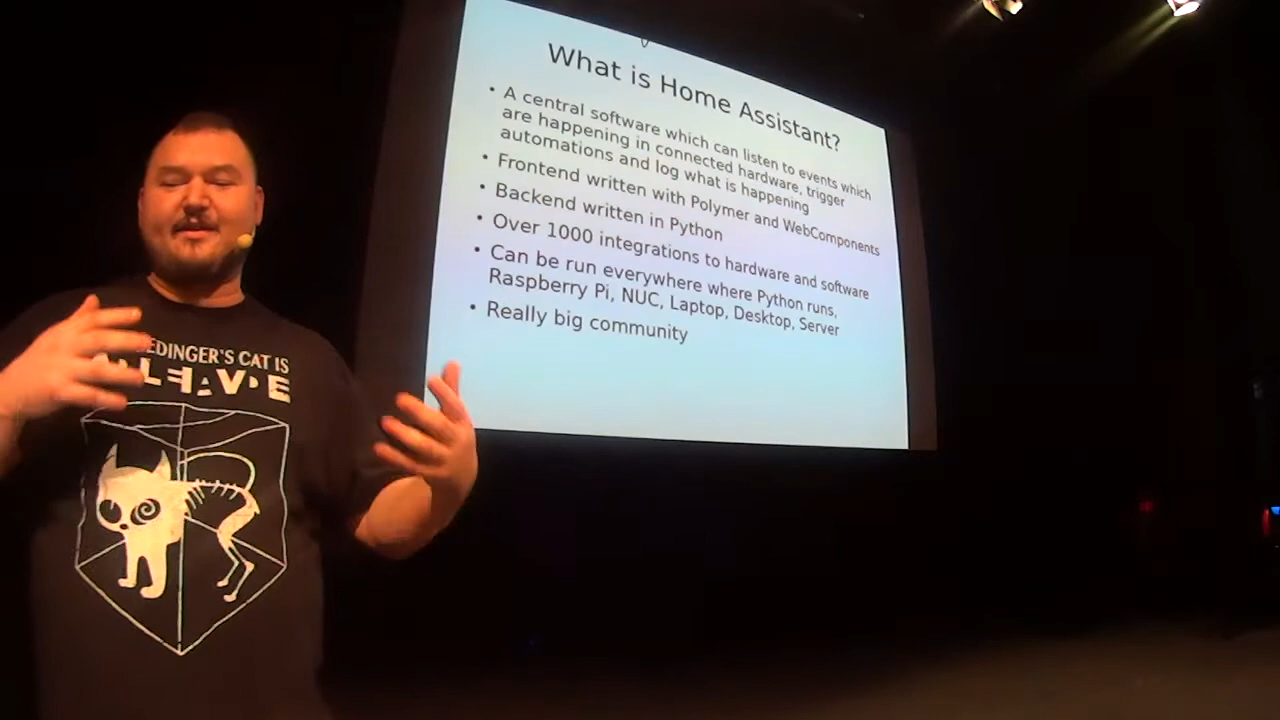 What is Home Assistant?
• A central software which can listen to events which
are happening in connected hardware, trigger
automations and log what is happening
• Frontend written with Polymer and WebComponents
• Backend written in Python
• Over 1000 integrations to hardware and software
• Can be run everywhere where Python runs,
Raspberry Pi, NUC, Laptop, Desktop, Server
• Really big community
EDINGER'S CAT IS